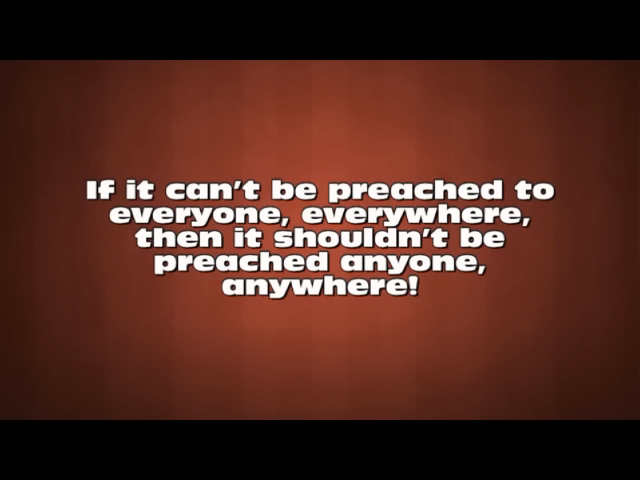 If it can't be preached to
everyone, everywhere,
then it shouldn't be
preached anyone,
anywhere!